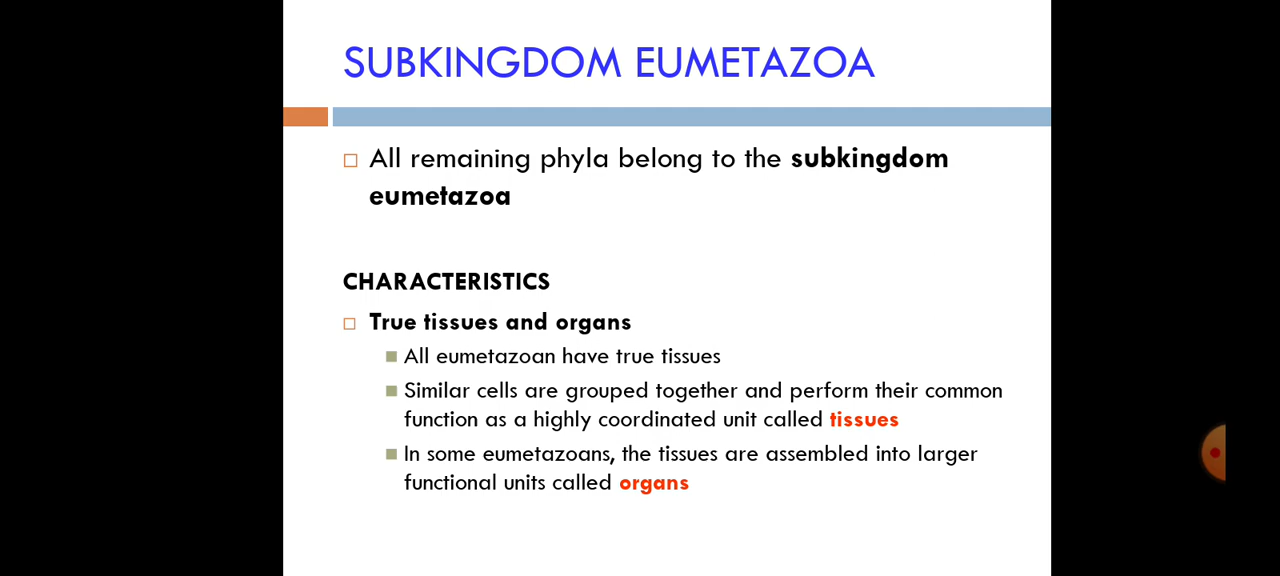 SUBKINGDOM EUMETAZOA
All remaining phyla belong to the subkingdom
eumetazoa
CHARACTERISTICS
True tissues and organs
All eumetazoan have true tissues
Similar cells are grouped together and perform their common
function as a highly coordinated unit called tissues
In some eumetazoans, the tissues are assembled into larger
functional units called organs